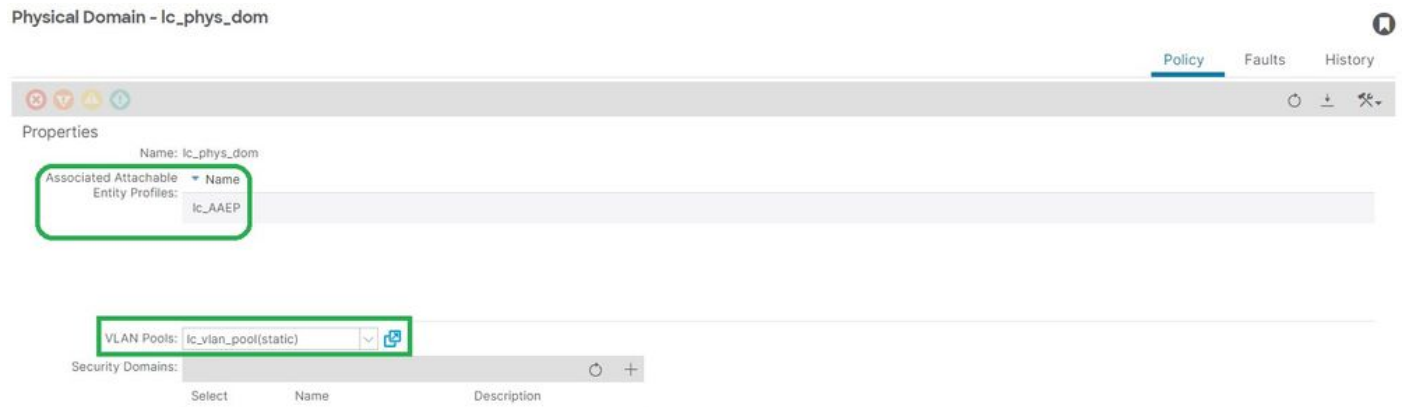 Physical Domain - lc_phys_dom
Policy Faults History
Properties
Name: lc_phys_dom
Associated Attachable Entity Profiles:
Name
lc_AAEP
VLAN Pools: lc_vlan_pool(static)
Security Domains:
Select Name Description